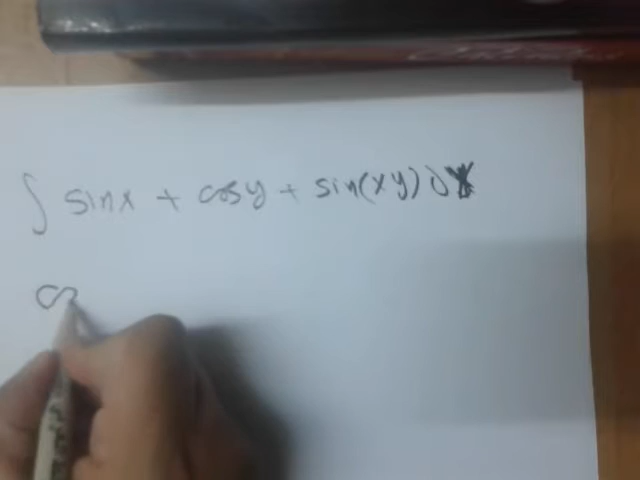 ∫ sinx + cosy + sin(xy) ∂x